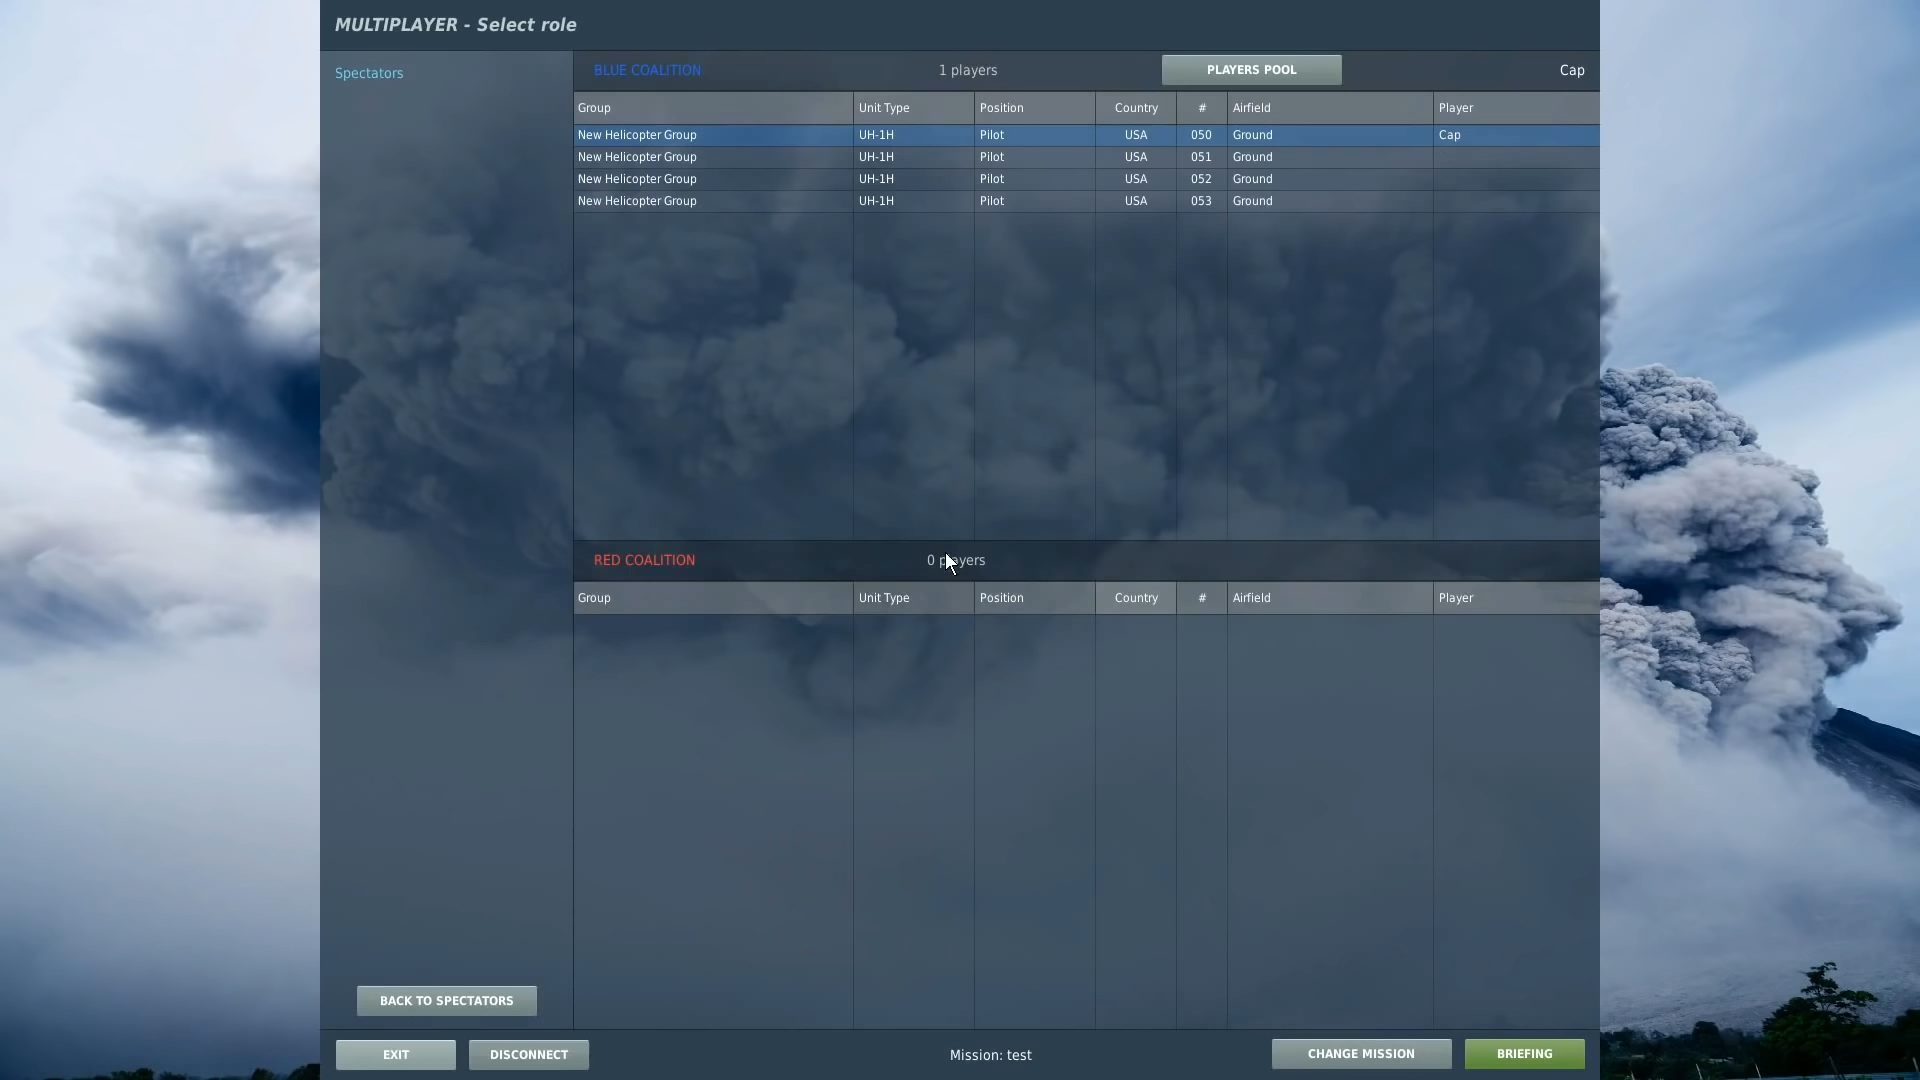 MULTIPLAYER - Select role
Spectators
BLUE COALITION 1 players PLAYERS POOL Cap
Group Unit Type Position Country # Airfield Player
New Helicopter Group UH-1H Pilot USA 050 Ground Cap
New Helicopter Group UH-1H Pilot USA 051 Ground
New Helicopter Group UH-1H Pilot USA 052 Ground
New Helicopter Group UH-1H Pilot USA 053 Ground
RED COALITION 0 players
Group Unit Type Position Country # Airfield Player
BACK TO SPECTATORS
EXIT DISCONNECT Mission: test CHANGE MISSION BRIEFING